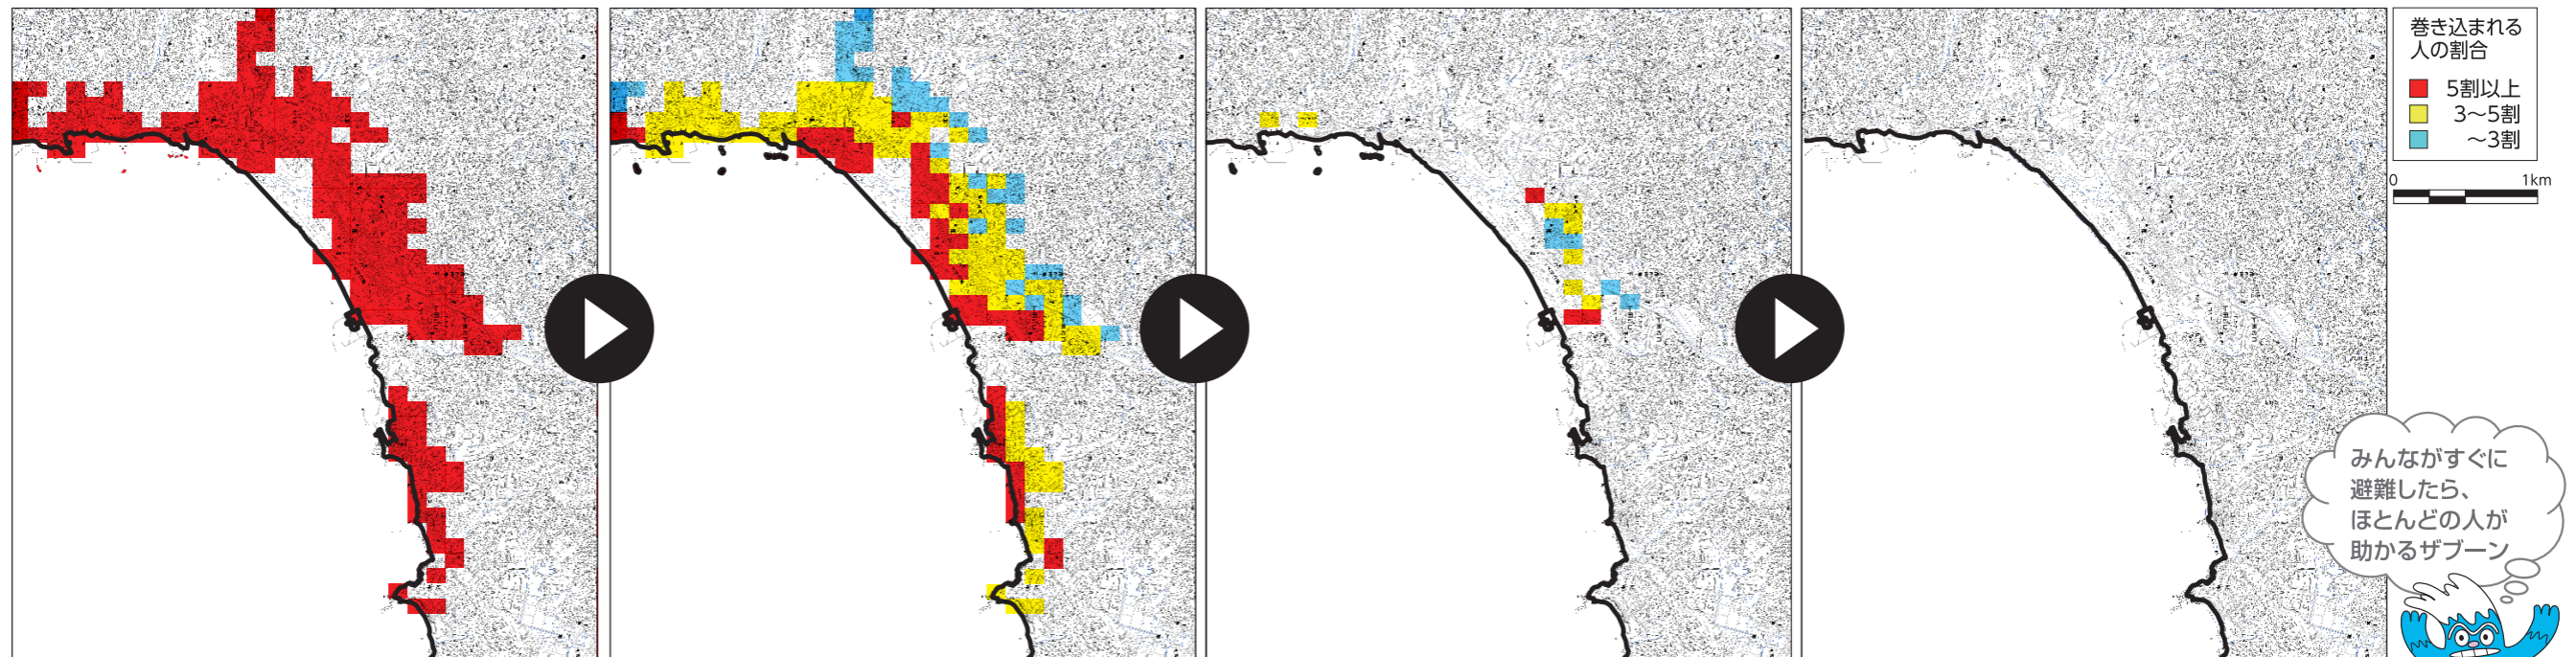 巻き込まれる
人の割合
5割以上
3～5割
～3割
0 1km
みんながすぐに
避難したら、
ほとんどの人が
助かるザブーン